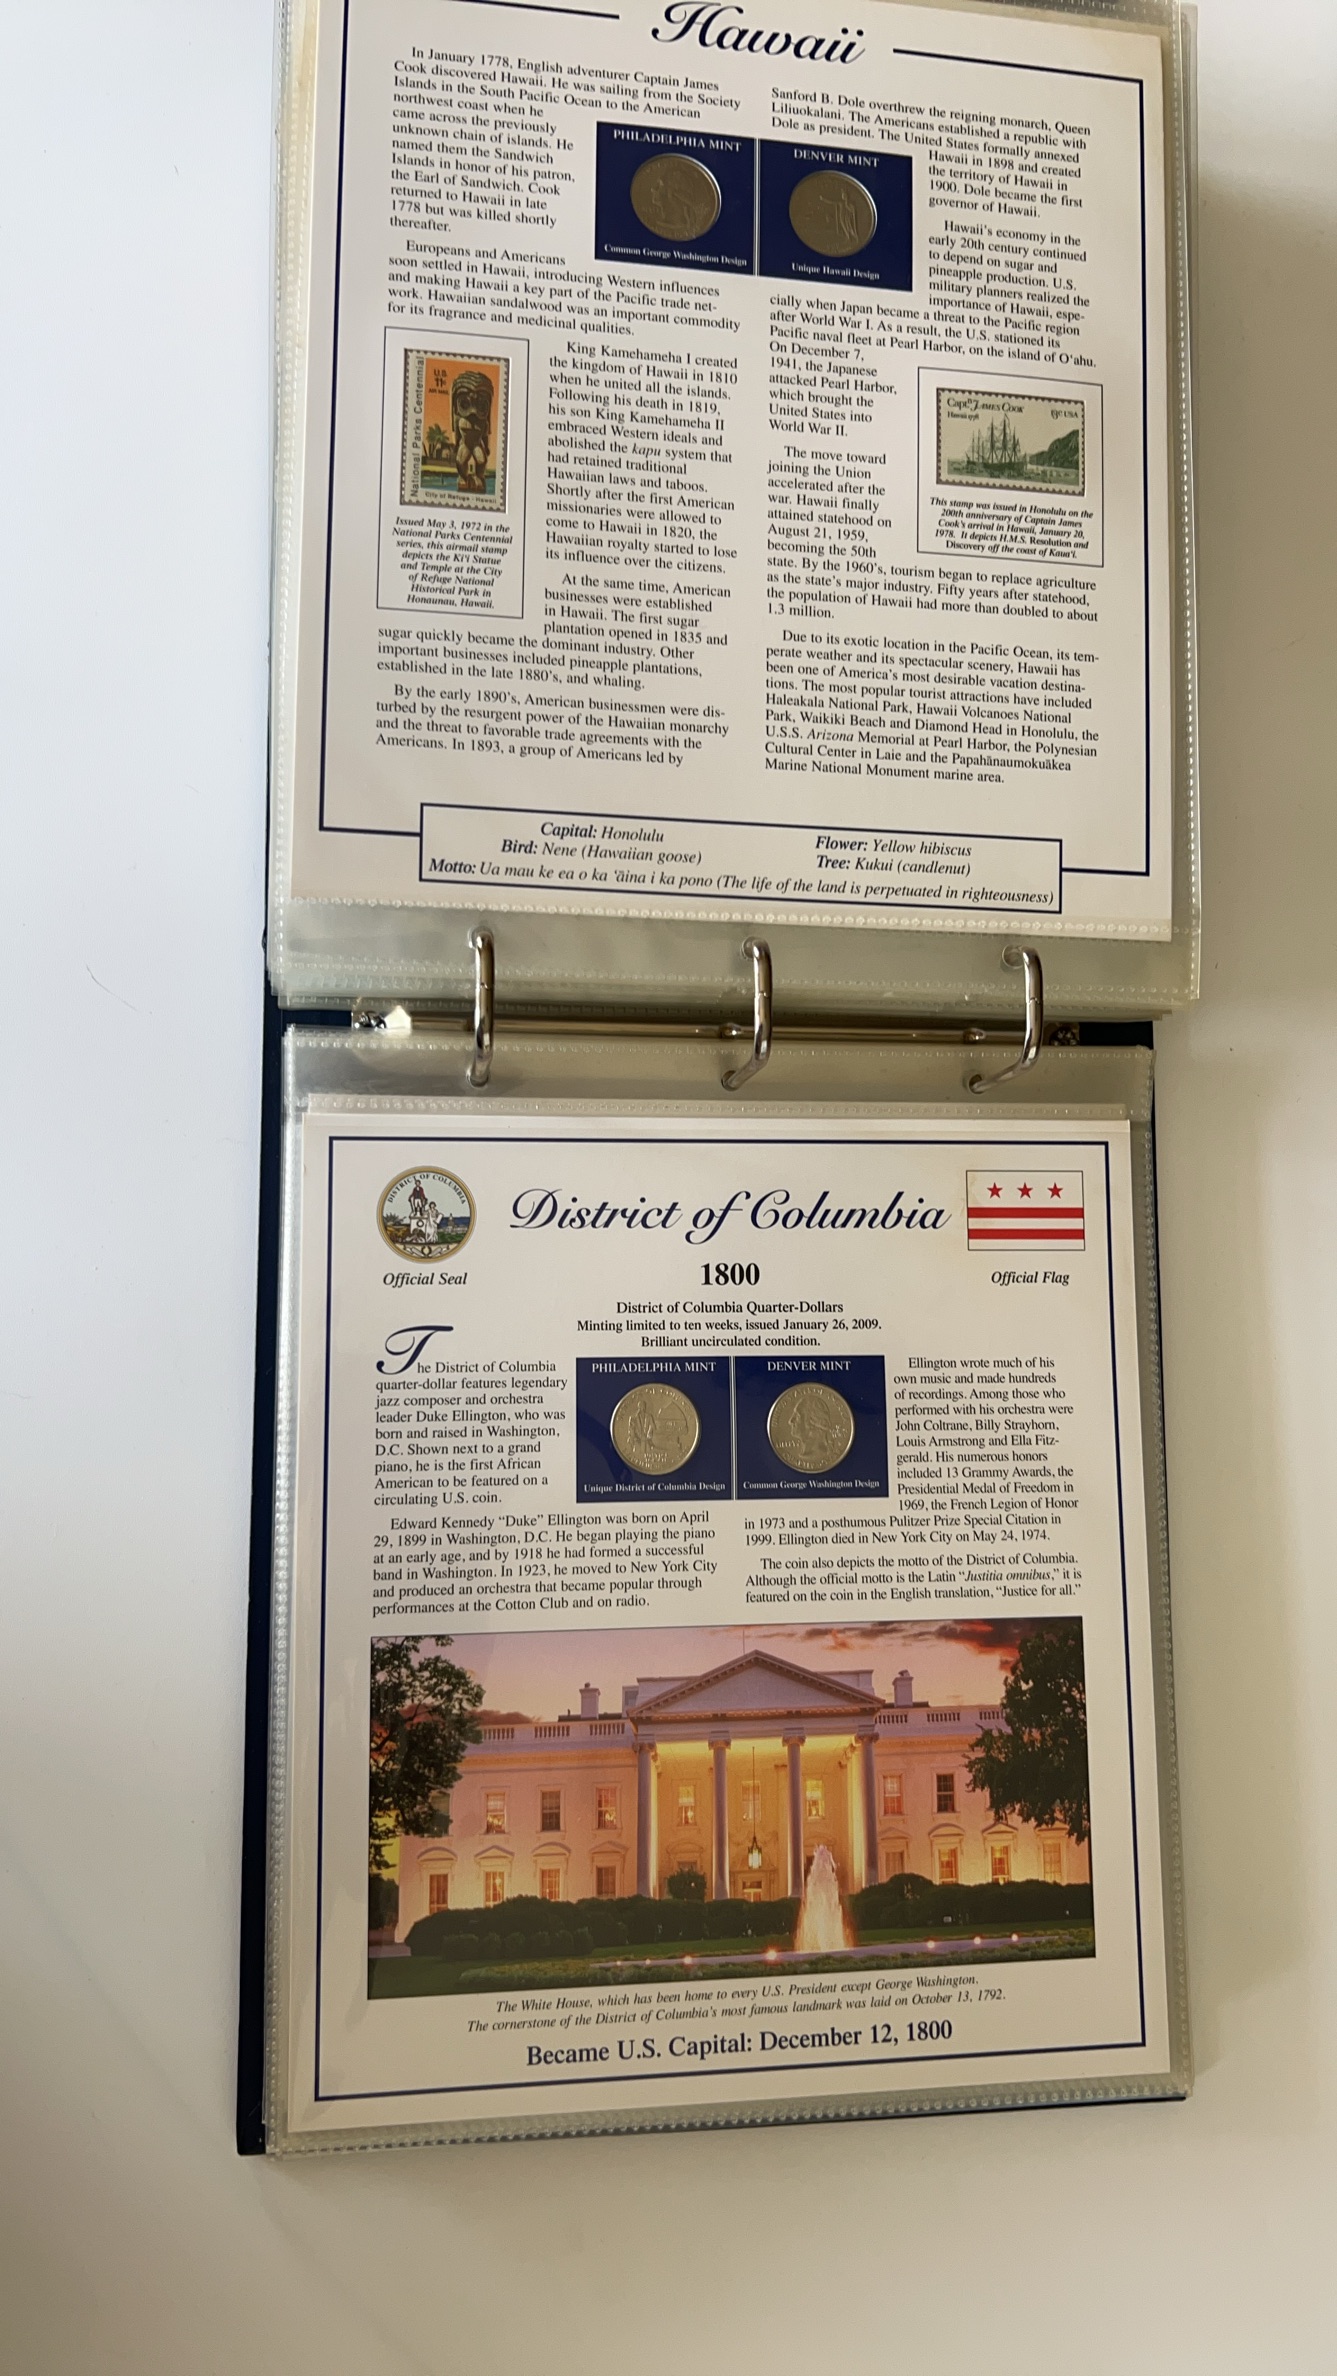 Hawaii
In January 1778, English adventurer Captain James
Cook discovered Hawaii. He was sailing from the Society
Islands in the South Pacific Ocean to the American
northwest coast when he
came across the previously
unknown chain of islands. He
named them the Sandwich
Islands in honor of his patron,
the Earl of Sandwich. Cook
returned to Hawaii in late
1778 but was killed shortly
thereafter.
Europeans and Americans
soon settled in Hawaii, introducing Western influences
and making Hawaii a key part of the Pacific trade net-
work. Hawaiian sandalwood was an important commodity
for its fragrance and medicinal qualities.
PHILADELPHIA MINT
Common George Washington Design
DENVER MINT
Unique Hawaii Design
National Parks Centennial
U.S.
11c
City of Refuge - Hawaii
Issued May 3, 1972 in the
National Parks Centennial
series, this airmail stamp
depicts the Ki'i Statue
and Temple at the City
of Refuge National
Historical Park in
Honaunau, Hawaii.
King Kamehameha I created
the kingdom of Hawaii in 1810
when he united all the islands.
Following his death in 1819,
his son King Kamehameha II
embraced Western ideals and
abolished the kapu system that
had retained traditional
Hawaiian laws and taboos.
Shortly after the first American
missionaries were allowed to
come to Hawaii in 1820, the
Hawaiian royalty started to lose
its influence over the citizens.
At the same time, American
businesses were established
in Hawaii. The first sugar
plantation opened in 1835 and
sugar quickly became the dominant industry. Other
important businesses included pineapple plantations,
established in the late 1880's, and whaling.
By the early 1890's, American businessmen were dis-
turbed by the resurgent power of the Hawaiian monarchy
and the threat to favorable trade agreements with the
Americans. In 1893, a group of Americans led by
Sanford B. Dole overthrew the reigning monarch, Queen
Liliuokalani. The Americans established a republic with
Dole as president. The United States formally annexed
Hawaii in 1898 and created
the territory of Hawaii in
1900. Dole became the first
governor of Hawaii.
Hawaii's economy in the
early 20th century continued
to depend on sugar and
pineapple production. U.S.
military planners realized the
importance of Hawaii, espe-
cially when Japan became a threat to the Pacific region
after World War I. As a result, the U.S. stationed its
Pacific naval fleet at Pearl Harbor, on the island of O'ahu.
On December 7,
1941, the Japanese
attacked Pearl Harbor,
which brought the
United States into
World War II.
The move toward
joining the Union
accelerated after the
war. Hawaii finally
attained statehood on
August 21, 1959,
becoming the 50th
state. By the 1960's, tourism began to replace agriculture
as the state's major industry. Fifty years after statehood,
the population of Hawaii had more than doubled to about
1.3 million.
Captn JAMES COOK
Hawaii 1778
13c USA
This stamp was issued in Honolulu on the
200th anniversary of Captain James
Cook's arrival in Hawaii, January 20,
1978. It depicts H.M.S. Resolution and
Discovery off the coast of Kaua'i.
Due to its exotic location in the Pacific Ocean, its tem-
perate weather and its spectacular scenery, Hawaii has
been one of America's most desirable vacation destina-
tions. The most popular tourist attractions have included
Haleakala National Park, Hawaii Volcanoes National
Park, Waikiki Beach and Diamond Head in Honolulu, the
U.S.S. Arizona Memorial at Pearl Harbor, the Polynesian
Cultural Center in Laie and the Papahānaumokuākea
Marine National Monument marine area.
Capital: Honolulu
Bird: Nene (Hawaiian goose)
Flower: Yellow hibiscus
Tree: Kukui (candlenut)
Motto: Ua mau ke ea o ka 'āina i ka pono (The life of the land is perpetuated in righteousness)
DISTRICT OF COLUMBIA
Official Seal
District of Columbia
Official Flag
1800
District of Columbia Quarter-Dollars
Minting limited to ten weeks, issued January 26, 2009.
Brilliant uncirculated condition.
The District of Columbia
quarter-dollar features legendary
jazz composer and orchestra
leader Duke Ellington, who was
born and raised in Washington,
D.C. Shown next to a grand
piano, he is the first African
American to be featured on a
circulating U.S. coin.
PHILADELPHIA MINT
Unique District of Columbia Design
DENVER MINT
Common George Washington Design
Edward Kennedy “Duke” Ellington was born on April
29, 1899 in Washington, D.C. He began playing the piano
at an early age, and by 1918 he had formed a successful
band in Washington. In 1923, he moved to New York City
and produced an orchestra that became popular through
performances at the Cotton Club and on radio.
Ellington wrote much of his
own music and made hundreds
of recordings. Among those who
performed with his orchestra were
John Coltrane, Billy Strayhorn,
Louis Armstrong and Ella Fitz-
gerald. His numerous honors
included 13 Grammy Awards, the
Presidential Medal of Freedom in
1969, the French Legion of Honor
in 1973 and a posthumous Pulitzer Prize Special Citation in
1999. Ellington died in New York City on May 24, 1974.
The coin also depicts the motto of the District of Columbia.
Although the official motto is the Latin “Justitia omnibus,” it is
featured on the coin in the English translation, “Justice for all.”
The White House, which has been home to every U.S. President except George Washington.
The cornerstone of the District of Columbia's most famous landmark was laid on October 13, 1792.
Became U.S. Capital: December 12, 1800